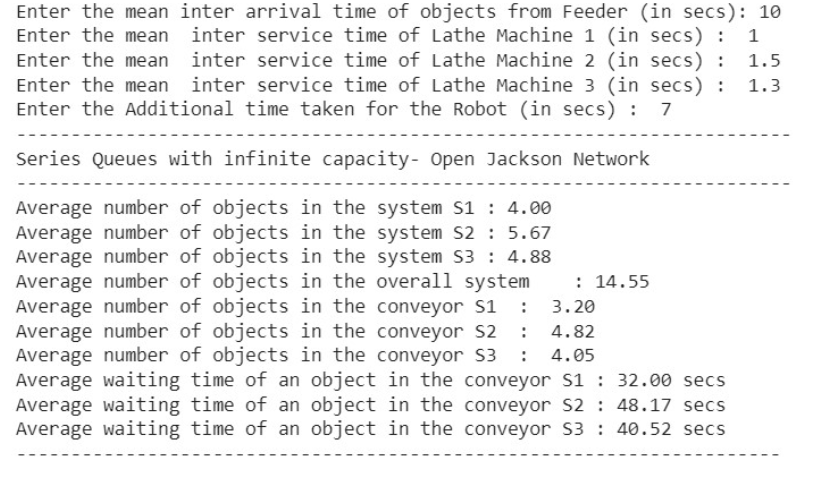 Enter the mean inter arrival time of objects from Feeder (in secs): 10
Enter the mean  inter service time of Lathe Machine 1 (in secs) :  1
Enter the mean  inter service time of Lathe Machine 2 (in secs) :  1.5
Enter the mean  inter service time of Lathe Machine 3 (in secs) :  1.3
Enter the Additional time taken for the Robot (in secs) :  7
-----------------------------------------------------------------------
Series Queues with infinite capacity- Open Jackson Network
-----------------------------------------------------------------------
Average number of objects in the system S1 : 4.00
Average number of objects in the system S2 : 5.67
Average number of objects in the system S3 : 4.88
Average number of objects in the overall system    : 14.55
Average number of objects in the conveyor S1  :  3.20
Average number of objects in the conveyor S2  :  4.82
Average number of objects in the conveyor S3  :  4.05
Average waiting time of an object in the conveyor S1 : 32.00 secs
Average waiting time of an object in the conveyor S2 : 48.17 secs
Average waiting time of an object in the conveyor S3 : 40.52 secs
----------------------------------------------------------------------